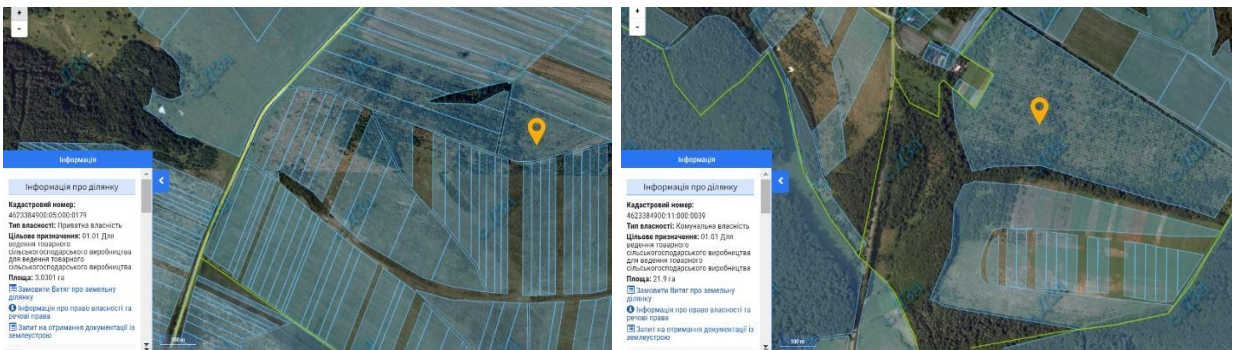 +
-
Інформація
Інформація про ділянку
Кадастровий номер:
4623384900:05:000:0179
Тип власності: Приватна власність
Цільове призначення: 01.01 Для
ведення товарного
сільськогосподарського виробництва
для ведення товарного
сільськогосподарського виробництва
Площа: 3.0301 га
Замовити Витяг про земельну
ділянку
Інформація про право власності та
речові права
Запит на отримання документації із
землеустрою
100 m
+
-
Інформація
Інформація про ділянку
Кадастровий номер:
4623384900:11:000:0039
Тип власності: Комунальна власність
Цільове призначення: 01.01 Для
ведення товарного
сільськогосподарського виробництва
для ведення товарного
сільськогосподарського виробництва
Площа: 21.9 га
Замовити Витяг про земельну
ділянку
Інформація про право власності та
речові права
Запит на отримання документації із
землеустрою
100 m